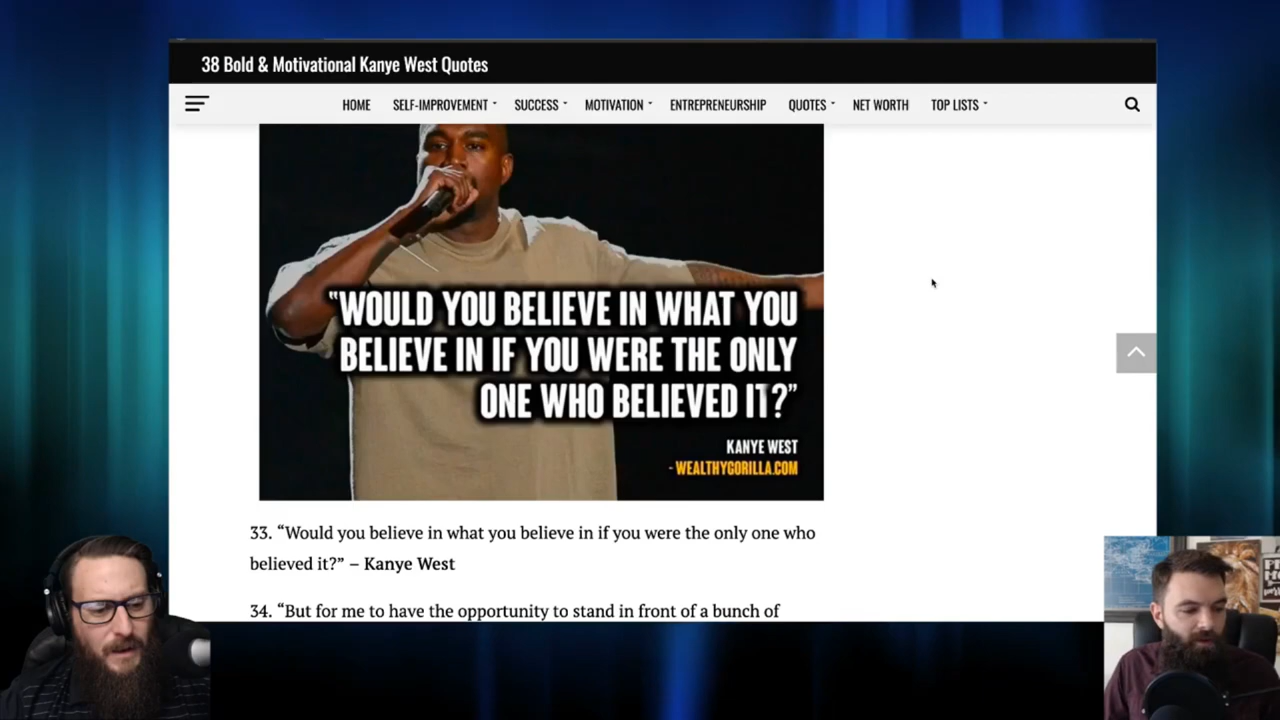 38 Bold & Motivational Kanye West Quotes
HOME SELF-IMPROVEMENT SUCCESS MOTIVATION ENTREPRENEURSHIP QUOTES NET WORTH TOP LISTS
"WOULD YOU BELIEVE IN WHAT YOU
BELIEVE IN IF YOU WERE THE ONLY
ONE WHO BELIEVED IT?"
KANYE WEST
- WEALTHYGORILLA.COM
33. “Would you believe in what you believe in if you were the only one who
believed it?” – Kanye West
34. “But for me to have the opportunity to stand in front of a bunch of